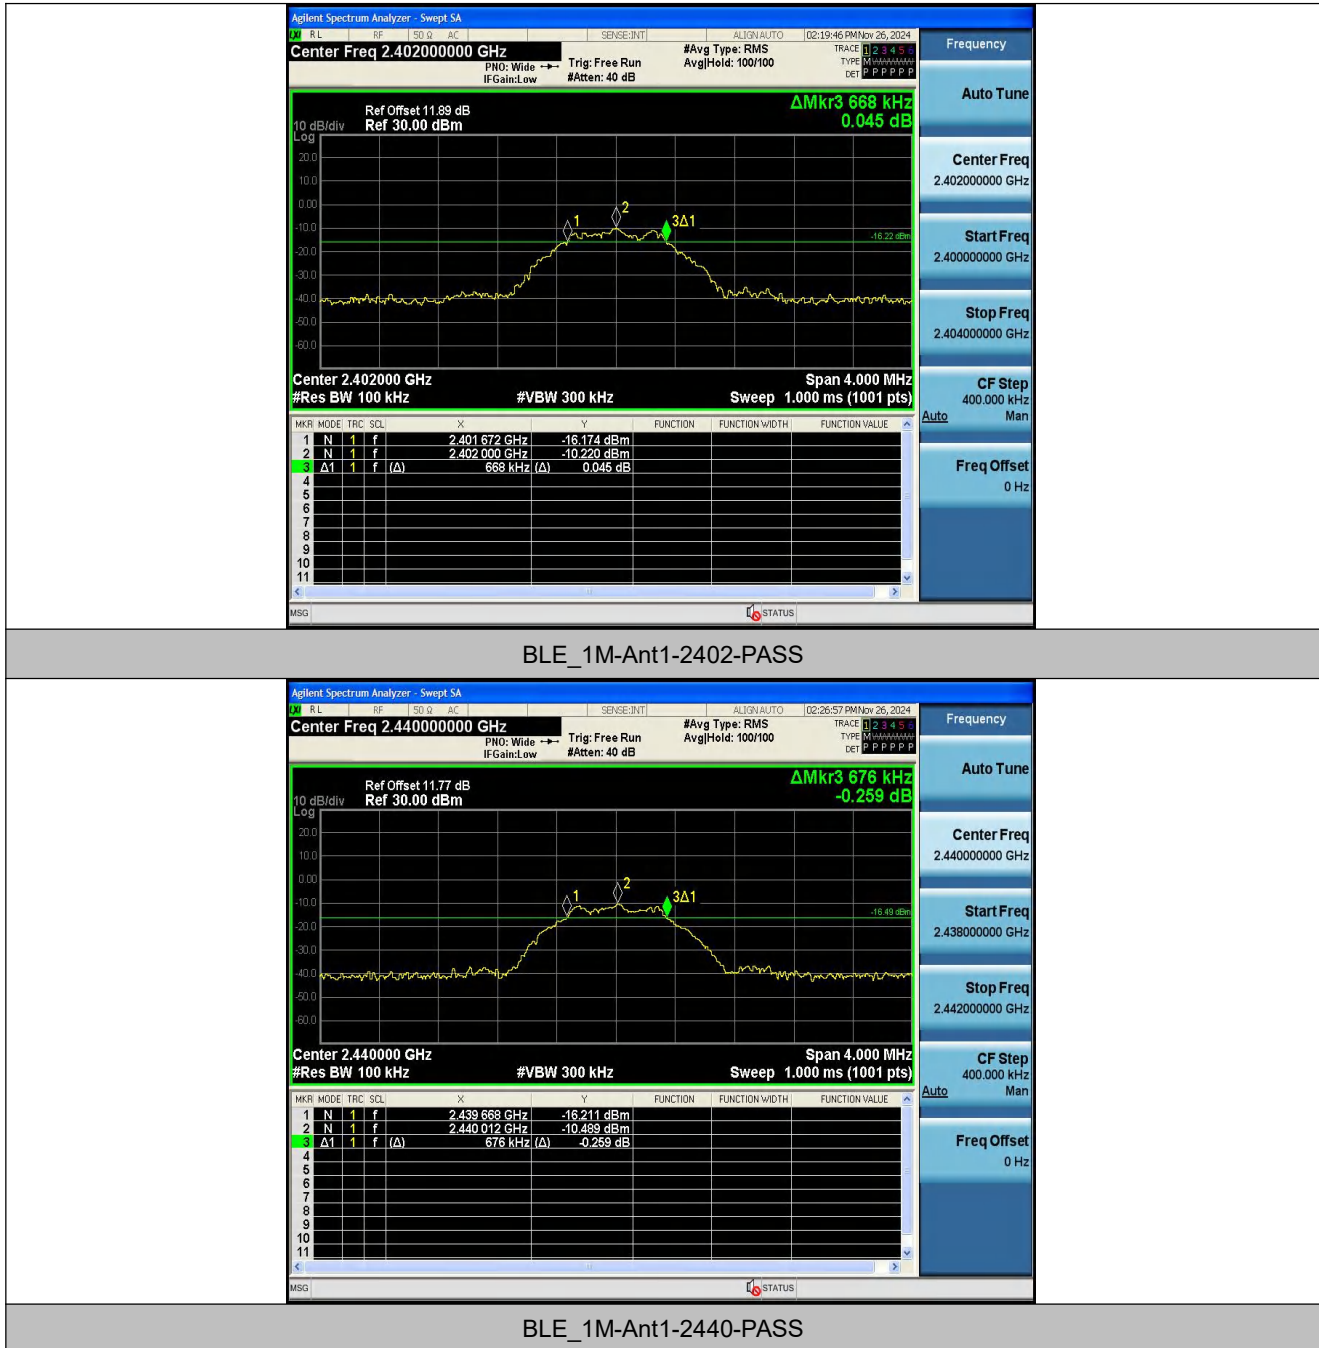 Agilent Spectrum Analyzer - Swept SA
LXI RL RF 50 Ω AC SENSE:INT ALIGN AUTO 02:19:46 PM Nov 26, 2024
Center Freq 2.402000000 GHz
PNO: Wide
IFGain:Low
Trig: Free Run
#Atten: 40 dB
#Avg Type: RMS
Avg|Hold: 100/100
TRACE 1 2 3 4 5 6
TYPE M
DET P P P P P P
Ref Offset 11.89 dB
10 dB/div Ref 30.00 dBm
Log
ΔMkr3 668 kHz
0.045 dB
20.0
10.0
0.00
-10.0
-20.0
-30.0
-40.0
-50.0
-60.0
1
2
3Δ1
-16.22 dBm
Center 2.402000 GHz Span 4.000 MHz
#Res BW 100 kHz #VBW 300 kHz Sweep 1.000 ms (1001 pts)
MKR MODE TRC SCL X Y FUNCTION FUNCTION WIDTH FUNCTION VALUE
1 N 1 f 2.401 672 GHz -16.174 dBm
2 N 1 f 2.402 000 GHz -10.220 dBm
3 Δ1 1 f (Δ) 668 kHz (Δ) 0.045 dB
4
5
6
7
8
9
10
11
MSG STATUS
Frequency
Auto Tune
Center Freq
2.402000000 GHz
Start Freq
2.400000000 GHz
Stop Freq
2.404000000 GHz
CF Step
400.000 kHz
Auto Man
Freq Offset
0 Hz
BLE_1M-Ant1-2402-PASS
Agilent Spectrum Analyzer - Swept SA
LXI RL RF 50 Ω AC SENSE:INT ALIGN AUTO 02:26:57 PM Nov 26, 2024
Center Freq 2.440000000 GHz
PNO: Wide
IFGain:Low
Trig: Free Run
#Atten: 40 dB
#Avg Type: RMS
Avg|Hold: 100/100
TRACE 1 2 3 4 5 6
TYPE M
DET P P P P P P
Ref Offset 11.77 dB
10 dB/div Ref 30.00 dBm
Log
ΔMkr3 676 kHz
-0.259 dB
20.0
10.0
0.00
-10.0
-20.0
-30.0
-40.0
-50.0
-60.0
1
2
3Δ1
-16.49 dBm
Center 2.440000 GHz Span 4.000 MHz
#Res BW 100 kHz #VBW 300 kHz Sweep 1.000 ms (1001 pts)
MKR MODE TRC SCL X Y FUNCTION FUNCTION WIDTH FUNCTION VALUE
1 N 1 f 2.439 668 GHz -16.211 dBm
2 N 1 f 2.440 012 GHz -10.489 dBm
3 Δ1 1 f (Δ) 676 kHz (Δ) -0.259 dB
4
5
6
7
8
9
10
11
MSG STATUS
Frequency
Auto Tune
Center Freq
2.440000000 GHz
Start Freq
2.438000000 GHz
Stop Freq
2.442000000 GHz
CF Step
400.000 kHz
Auto Man
Freq Offset
0 Hz
BLE_1M-Ant1-2440-PASS